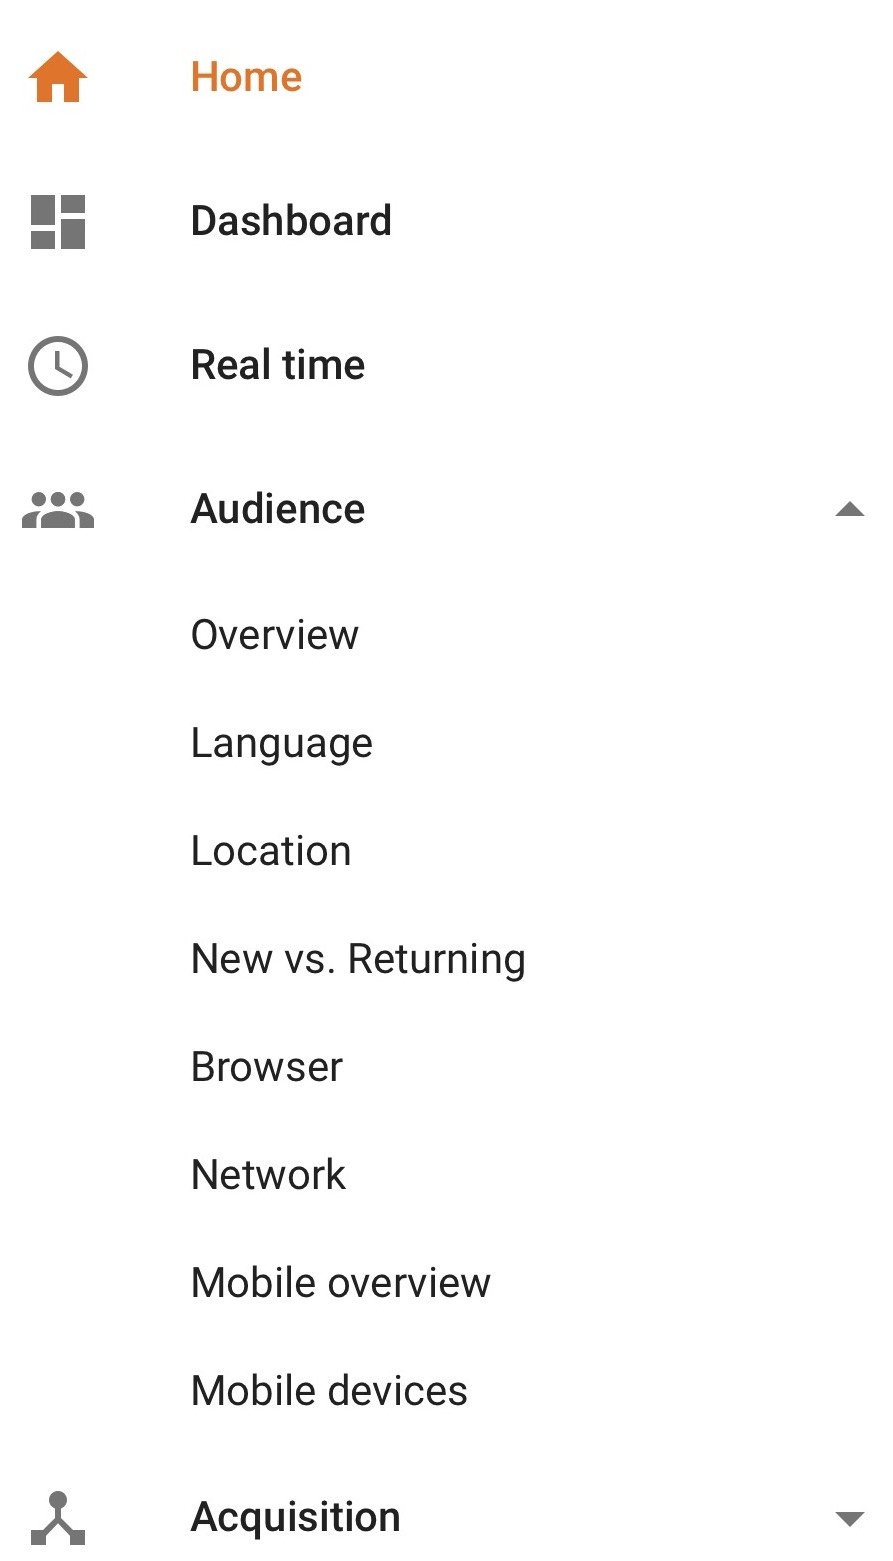 Home
Dashboard
Real time
Audience
Overview
Language
Location
New vs. Returning
Browser
Network
Mobile overview
Mobile devices
Acquisition